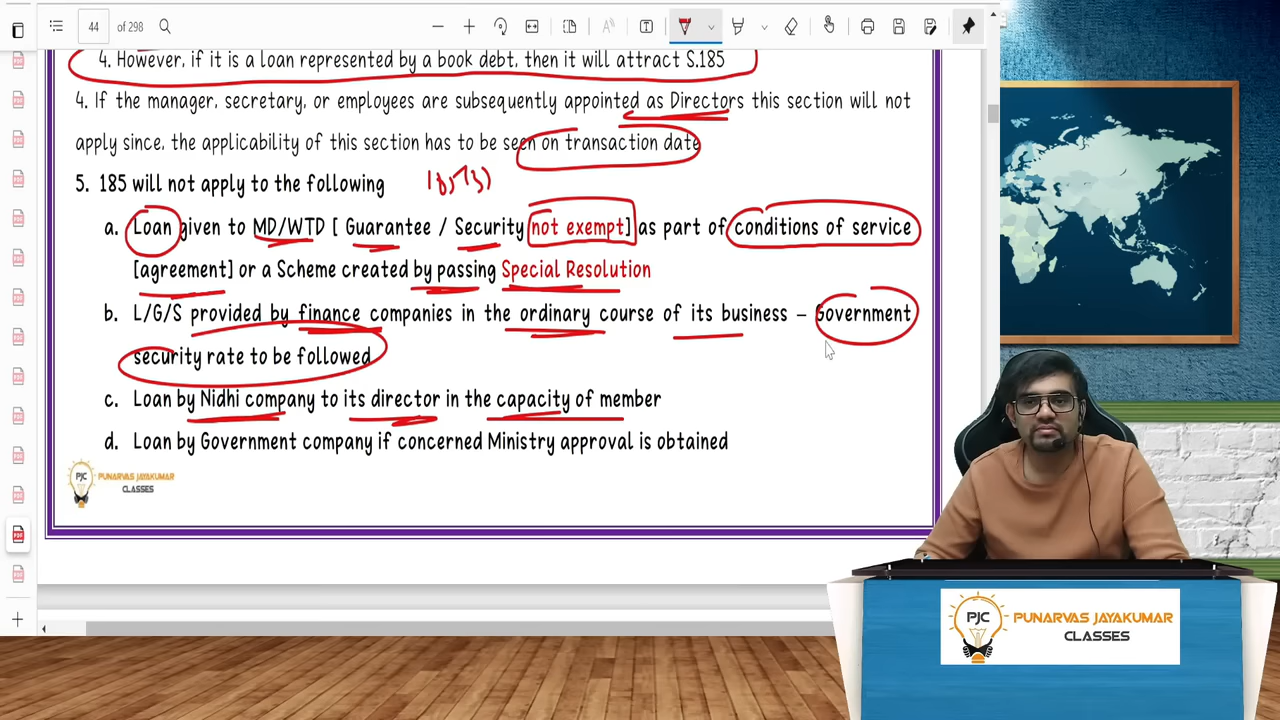 44 of 298
4. However, if it is a loan represented by a book debt, then it will attract S.185
4. If the manager, secretary, or employees are subsequently appointed as Directors this section will not
apply since, the applicability of this section has to be seen on transaction date
5. 185 will not apply to the following 185(3)
a. Loan given to MD/WTD [ Guarantee / Security not exempt] as part of conditions of service
[agreement] or a Scheme created by passing Special Resolution
b. L/G/S provided by finance companies in the ordinary course of its business – Government
security rate to be followed
c. Loan by Nidhi company to its director in the capacity of member
d. Loan by Government company if concerned Ministry approval is obtained
PJC PUNARVAS JAYAKUMAR
CLASSES
PJC PUNARVAS JAYAKUMAR
CLASSES